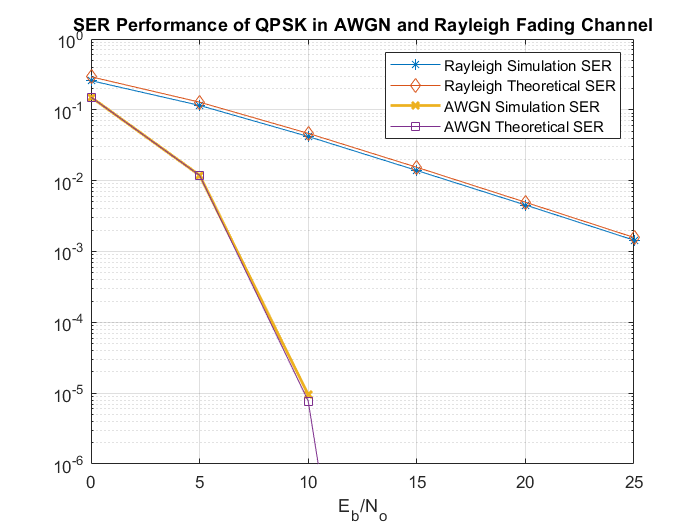 SER Performance of QPSK in AWGN and Rayleigh Fading Channel
10^0
10^-1
10^-2
10^-3
10^-4
10^-5
10^-6
Rayleigh Simulation SER
Rayleigh Theoretical SER
AWGN Simulation SER
AWGN Theoretical SER
0 5 10 15 20 25
E_b/N_o